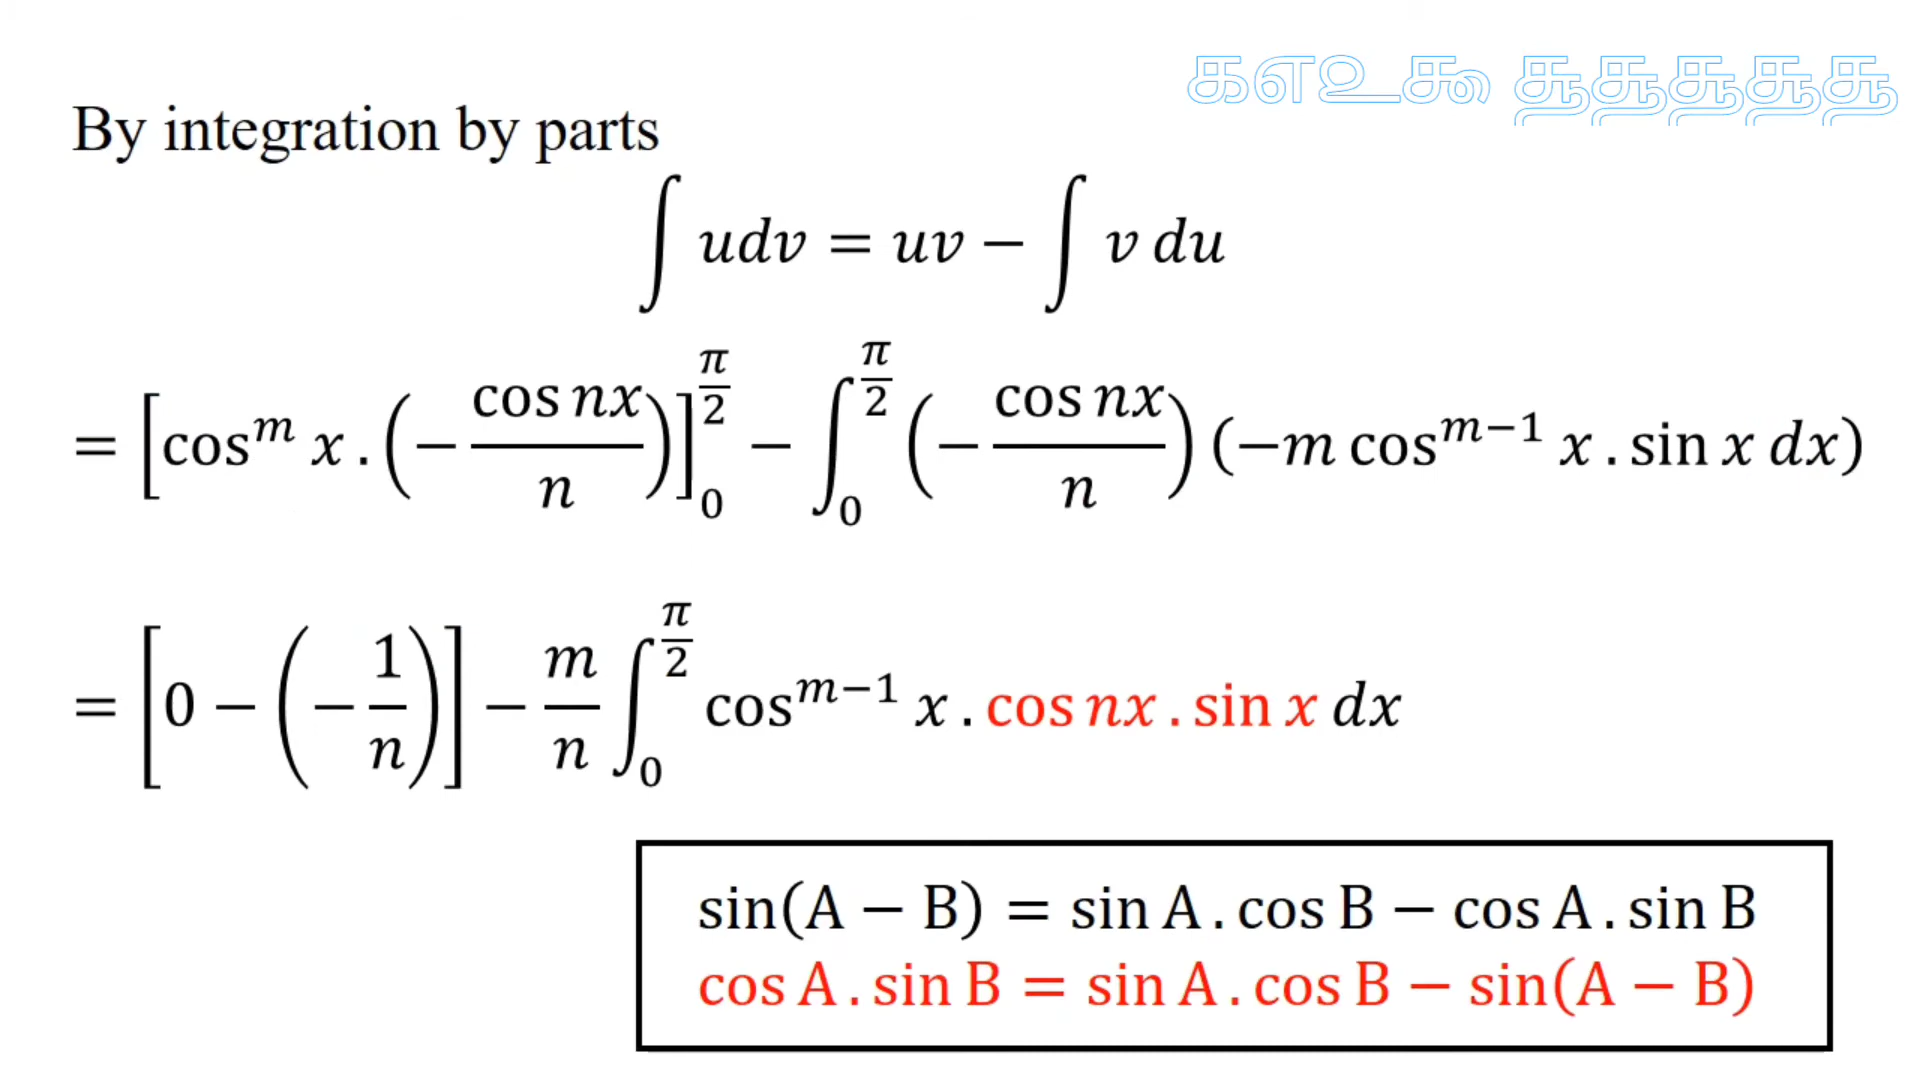 களஉகூ சூசூசூசூசூ
By integration by parts
∫ udv = uv − ∫ v du
= [cos^m x . (−cos nx / n)]_0^{π/2} − ∫_0^{π/2} (−cos nx / n) (−m cos^{m−1} x . sin x dx)
= [0 − (−1/n)] − m/n ∫_0^{π/2} cos^{m−1} x . cos nx . sin x dx
sin(A − B) = sin A . cos B − cos A . sin B
cos A . sin B = sin A . cos B − sin(A − B)